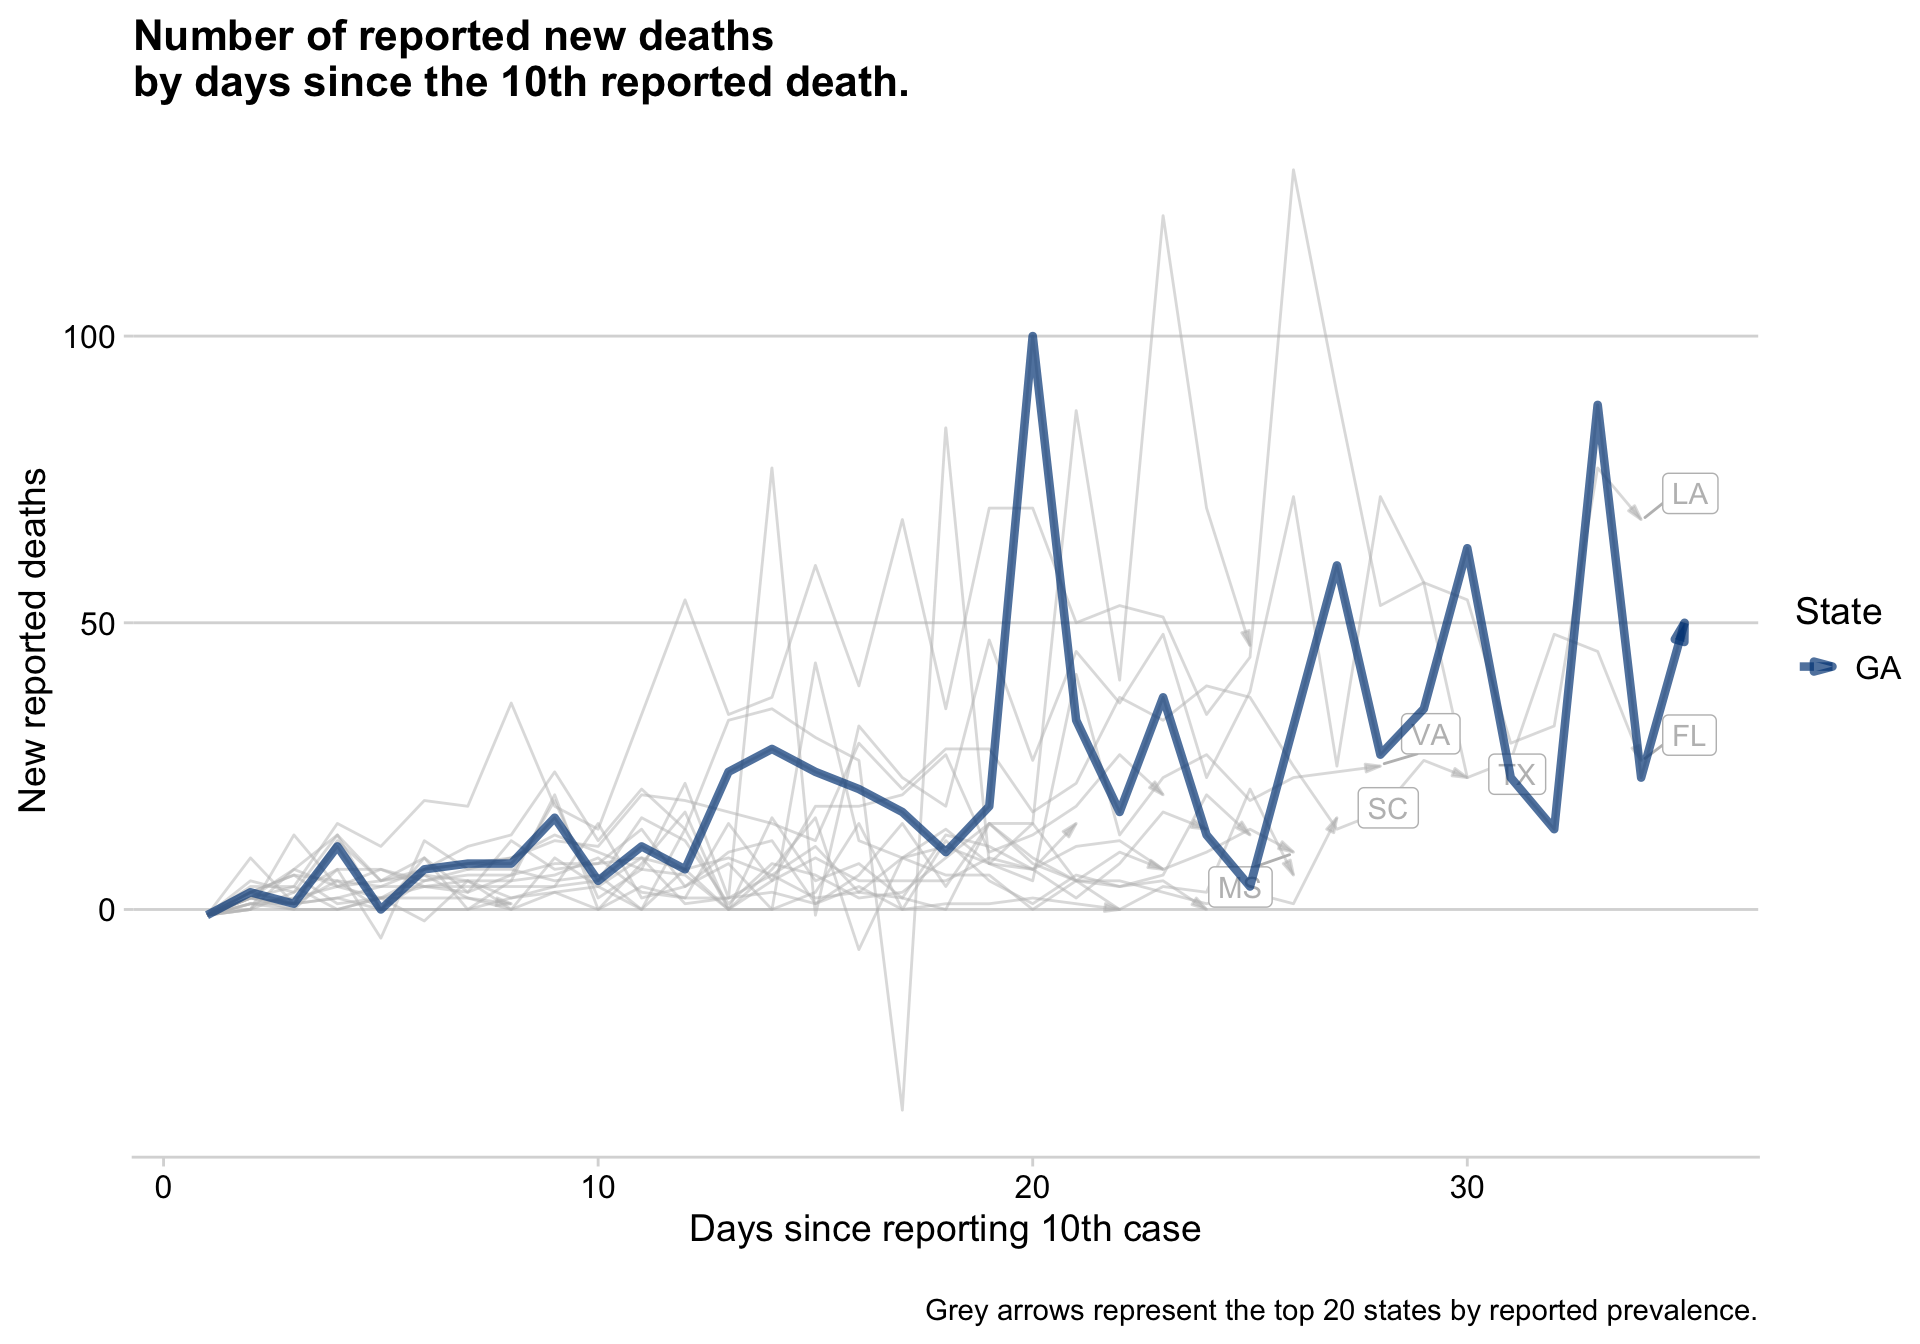 Number of reported new deaths
by days since the 10th reported death.
New reported deaths
100
50
0
LA
VA
FL
TX
SC
MS
State
GA
0 10 20 30
Days since reporting 10th case
Grey arrows represent the top 20 states by reported prevalence.